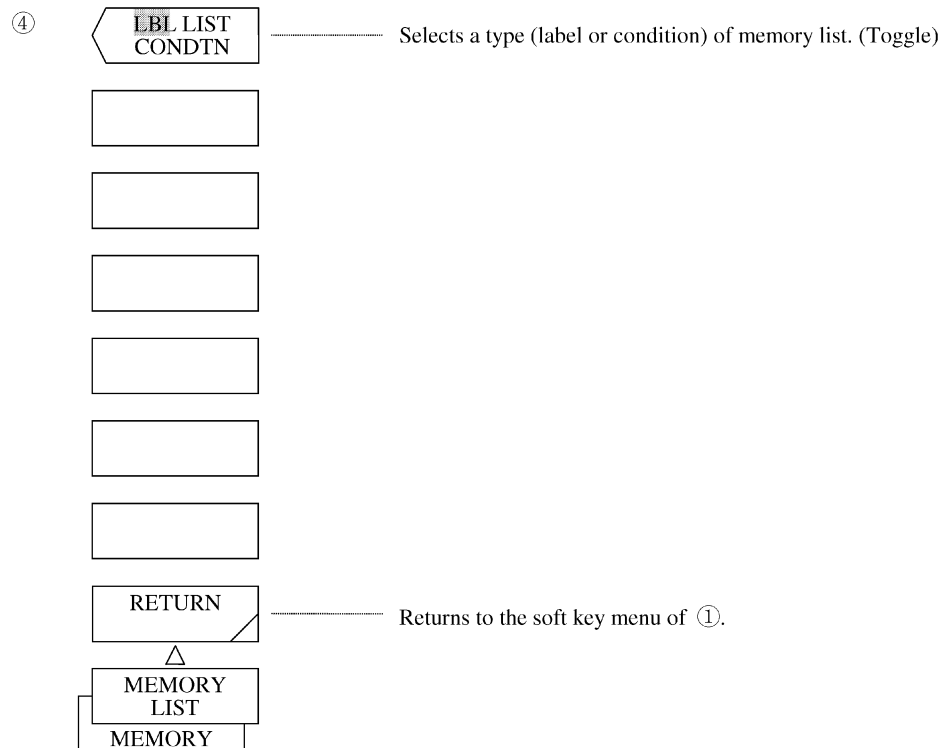 ④
LBL LIST
CONDTN
Selects a type (label or condition) of memory list. (Toggle)
RETURN
Returns to the soft key menu of ①.
MEMORY
LIST
MEMORY